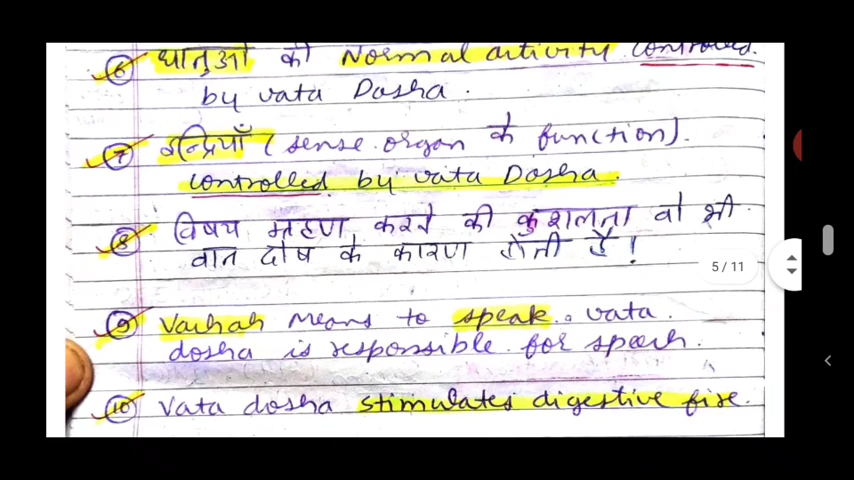 ⑥ धातुओ की Normal activity controlled
by vata Dosha.
⑦ इन्द्रियाँ (sense organ के function).
controlled by vata Dosha.
⑧ विषय ग्रहण करने की कुशलता वो भी
वात दोष के कारण होती है!
5/11
⑨ Vachah means to speak. vata
dosha is responsible for speech.
⑩ Vata dosha stimulates digestive fire.